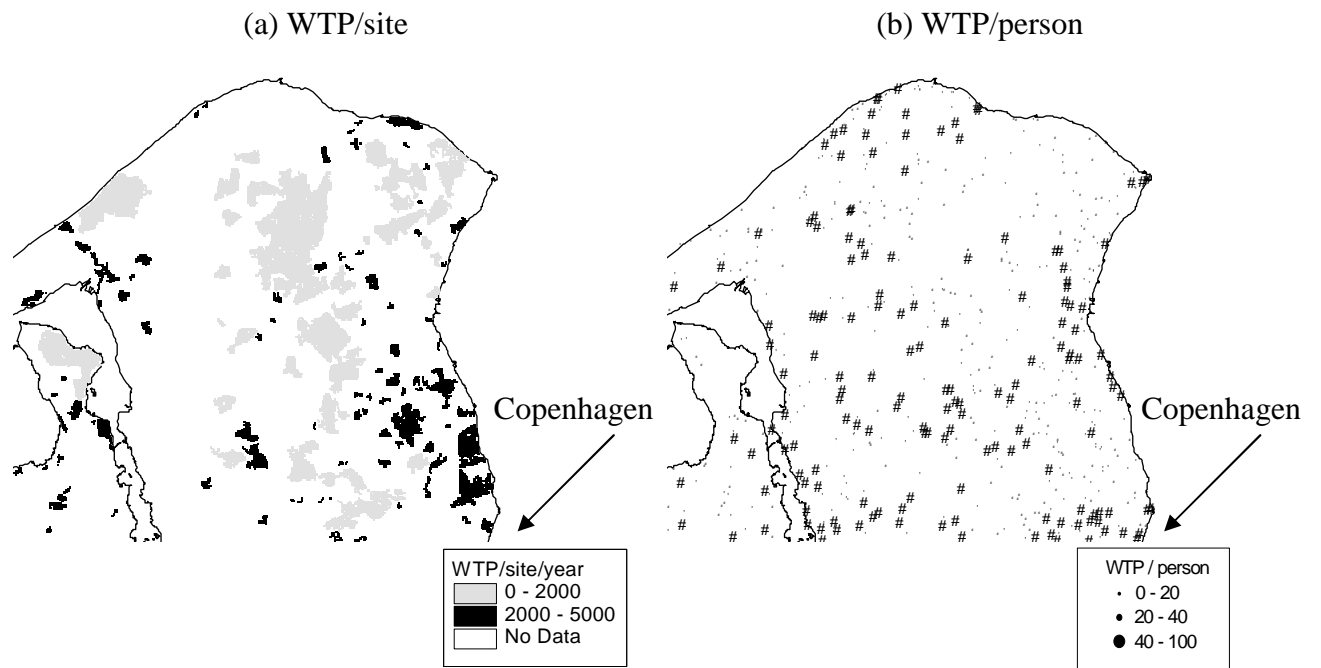 (a) WTP/site
(b) WTP/person
Copenhagen
Copenhagen
WTP/site/year
0 - 2000
2000 - 5000
No Data
WTP / person
0 - 20
20 - 40
40 - 100